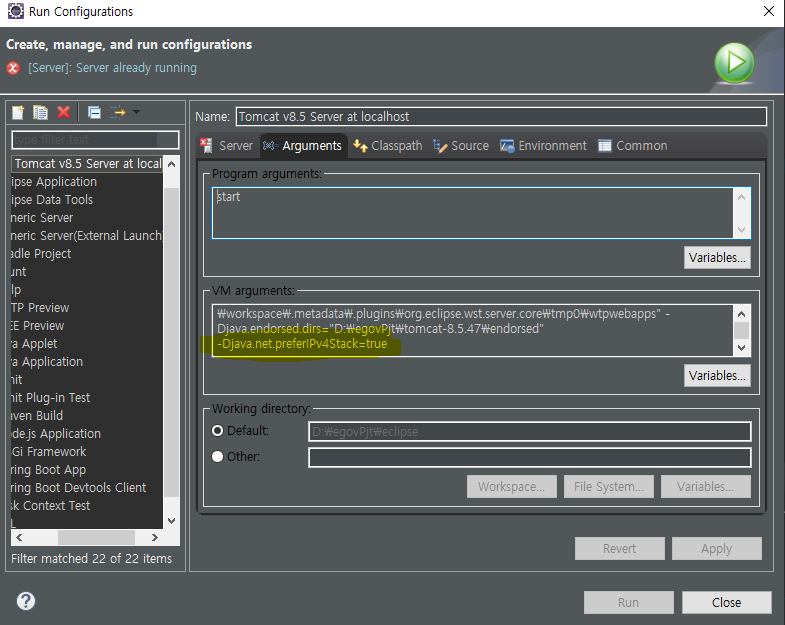 Run Configurations
Create, manage, and run configurations
[Server]: Server already running
type filter text
Tomcat v8.5 Server at local
ipse Application
ipse Data Tools
neric Server
neric Server(External Launch
adle Project
unt
lp
TP Preview
EE Preview
va Applet
va Application
nit
nit Plug-in Test
aven Build
de.js Application
Gi Framework
ring Boot App
ring Boot Devtools Client
sk Context Test
L
Filter matched 22 of 22 items
Name: Tomcat v8.5 Server at localhost
Server Arguments Classpath Source Environment Common
Program arguments:
start
Variables...
VM arguments:
₩workspace₩.metadata₩.plugins₩org.eclipse.wst.server.core₩tmp0₩wtpwebapps" -
Djava.endorsed.dirs="D:₩egovPjt₩tomcat-8.5.47₩endorsed"
-Djava.net.preferIPv4Stack=true
Variables...
Working directory:
Default: D:₩egovPjt₩eclipse
Other:
Workspace... File System... Variables...
Revert Apply
Run Close